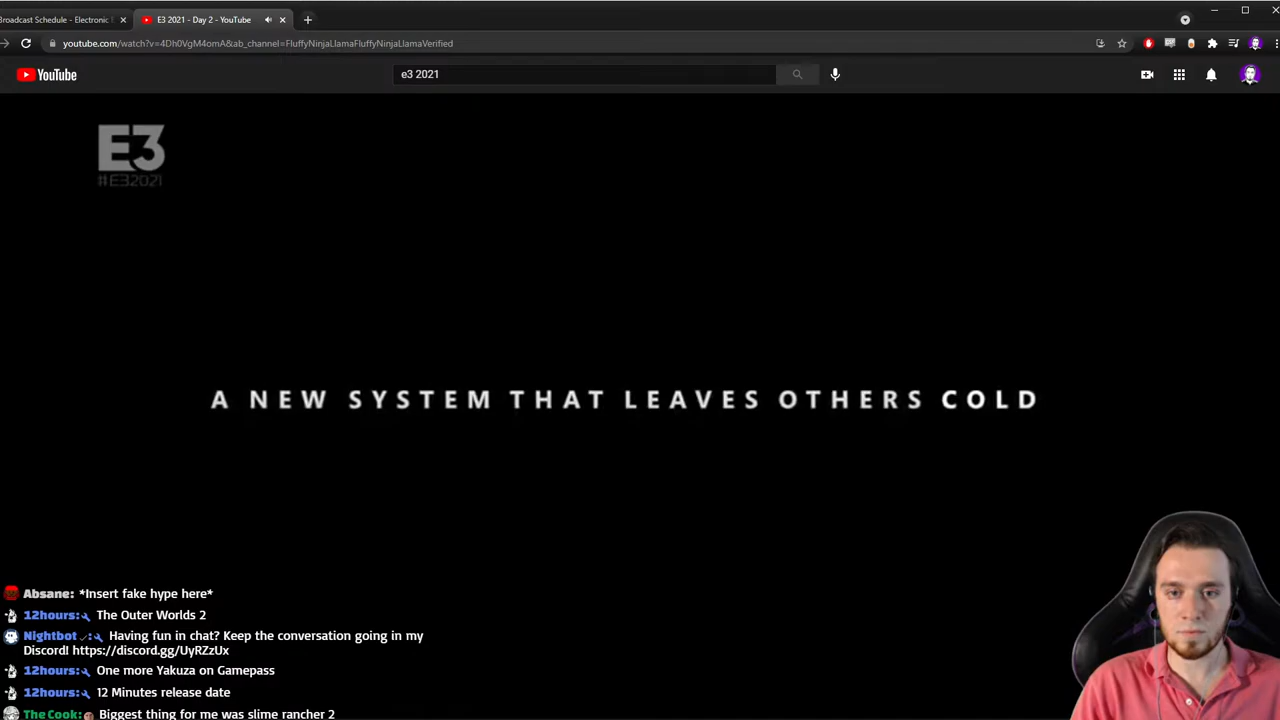 Broadcast Schedule - Electronic E
E3 2021 - Day 2 - YouTube
youtube.com/watch?v=4Dh0VgM4omA&ab_channel=FluffyNinjaLlamaFluffyNinjaLlamaVerified
YouTube
e3 2021
E3
#E32021
A NEW SYSTEM THAT LEAVES OTHERS COLD
Absane: *Insert fake hype here*
12hours: The Outer Worlds 2
Nightbot: Having fun in chat? Keep the conversation going in my
Discord! https://discord.gg/UyRZzUx
12hours: One more Yakuza on Gamepass
12hours: 12 Minutes release date
The Cook: Biggest thing for me was slime rancher 2